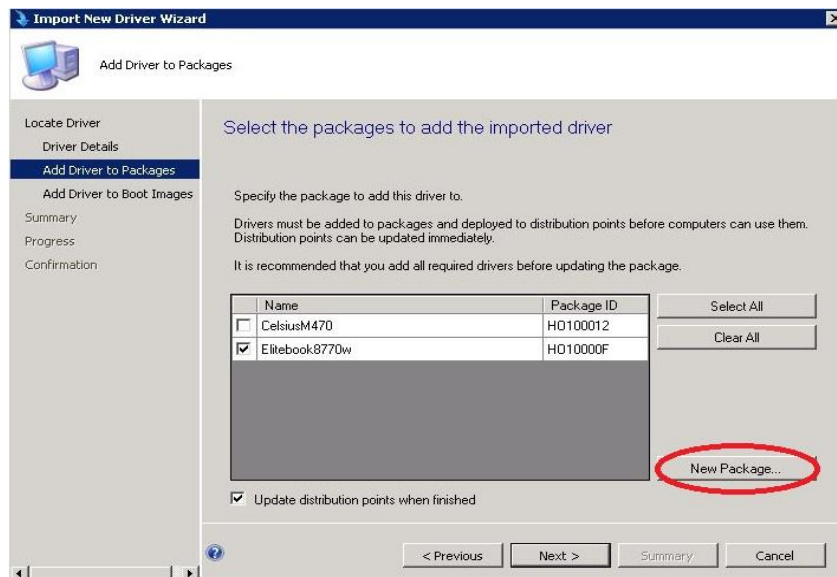 Import New Driver Wizard
Add Driver to Packages
Locate Driver
Driver Details
Add Driver to Packages
Add Driver to Boot Images
Summary
Progress
Confirmation
Select the packages to add the imported driver
Specify the package to add this driver to.
Drivers must be added to packages and deployed to distribution points before computers can use them.
Distribution points can be updated immediately.
It is recommended that you add all required drivers before updating the package.
Name Package ID
CelsiusM470 HO100012
Elitebook8770w HO10000F
Select All
Clear All
New Package...
Update distribution points when finished
< Previous Next > Summary Cancel